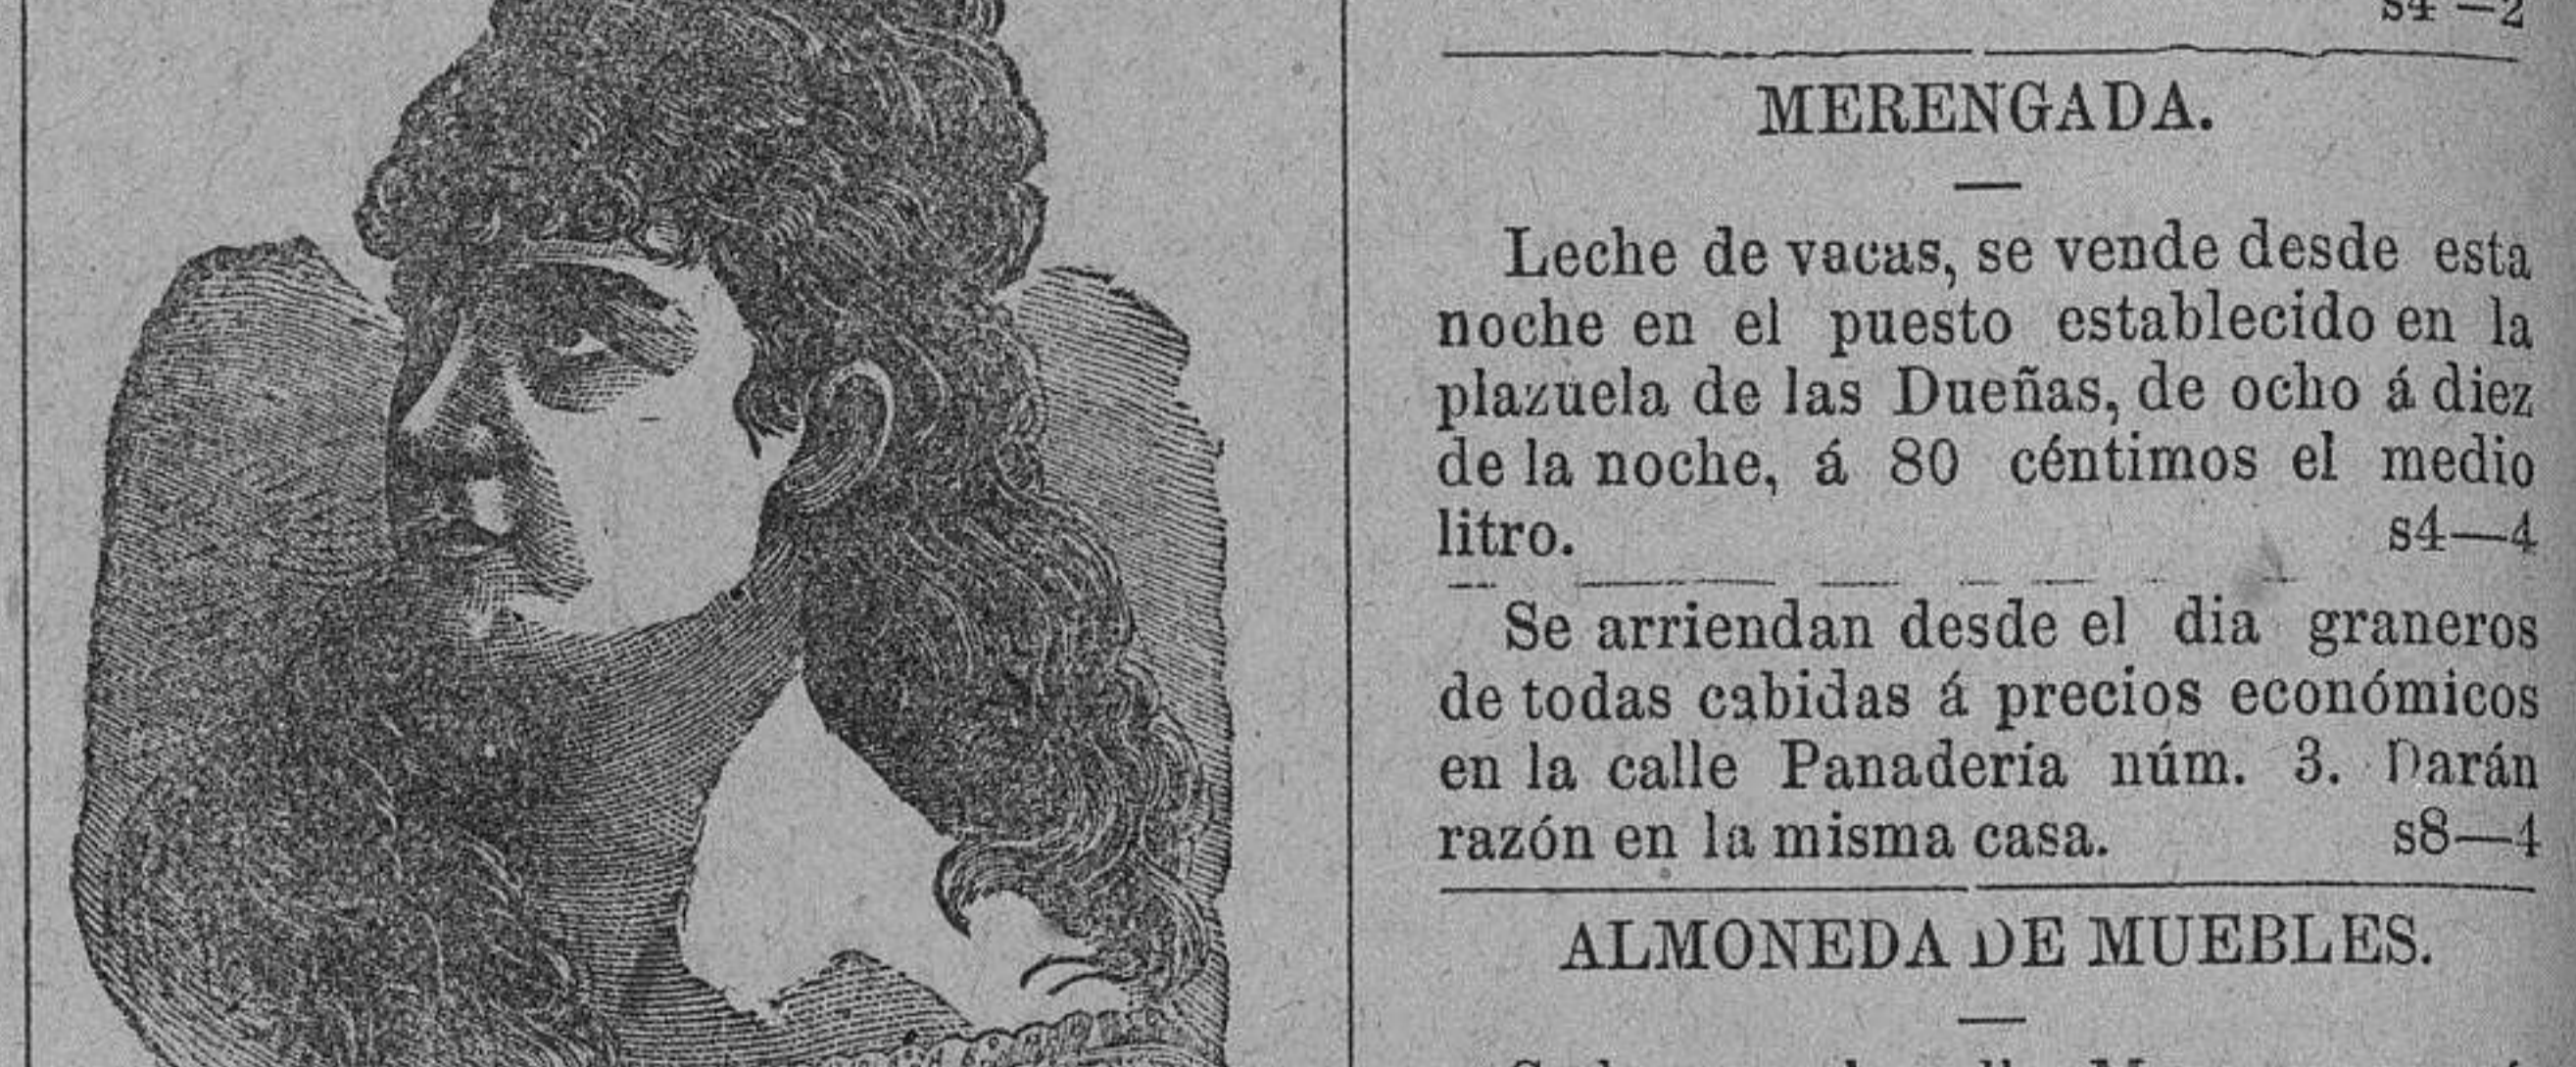 s4—2
MERENGADA.
Leche de vacas, se vende desde esta
noche en el puesto establecido en la
plazuela de las Dueñas, de ocho á diez
de la noche, á 80 céntimos el medio
litro. s4—4
Se arriendan desde el dia graneros
de todas cabidas á precios económicos
en la calle Panadería núm. 3. Darán
razón en la misma casa. s8—4
ALMONEDA DE MUEBLES.